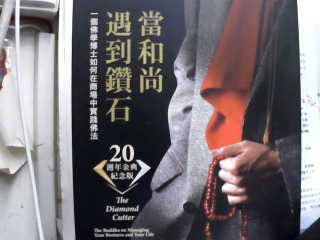 當和尚
遇到鑽石
一個佛學博士如何在商場中實踐佛法
20
週年金典
紀念版
The
Diamond
Cutter
The Buddha on Managing
Your Business and Your Life